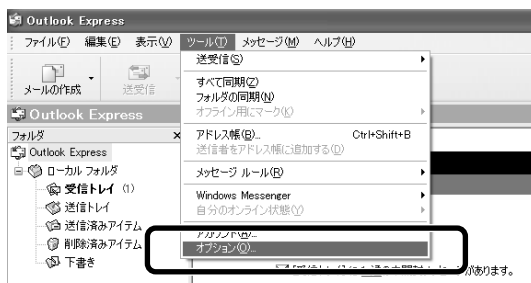 Outlook Express
ファイル(F) 編集(E) 表示(V) ツール(T) メッセージ(M) ヘルプ(H)
メールの作成 送受信
送受信(S)
すべて同期(Z)
フォルダの同期(N)
オフライン用にマーク(K)
アドレス帳(B)... Ctrl+Shift+B
送信者をアドレス帳に追加する(D)
メッセージ ルール(R)
Windows Messenger
自分のオンライン状態(Y)
アカウント(A)...
オプション(O)...
Outlook Express
フォルダ ×
Outlook Express
ローカル フォルダ
受信トレイ (1)
送信トレイ
送信済みアイテム
削除済みアイテム
下書き
があります。